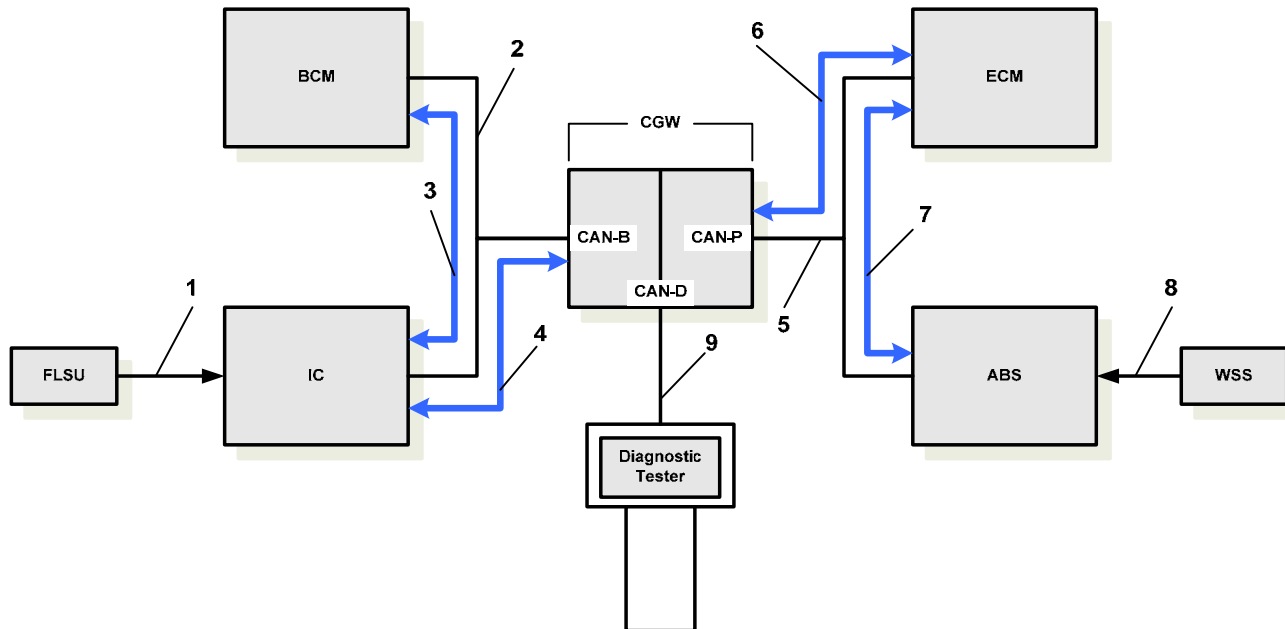 6
2
BCM
ECM
CGW
3
7
CAN-B
CAN-P
CAN-D
1
4
5
8
9
FLSU
IC
ABS
WSS
Diagnostic
Tester